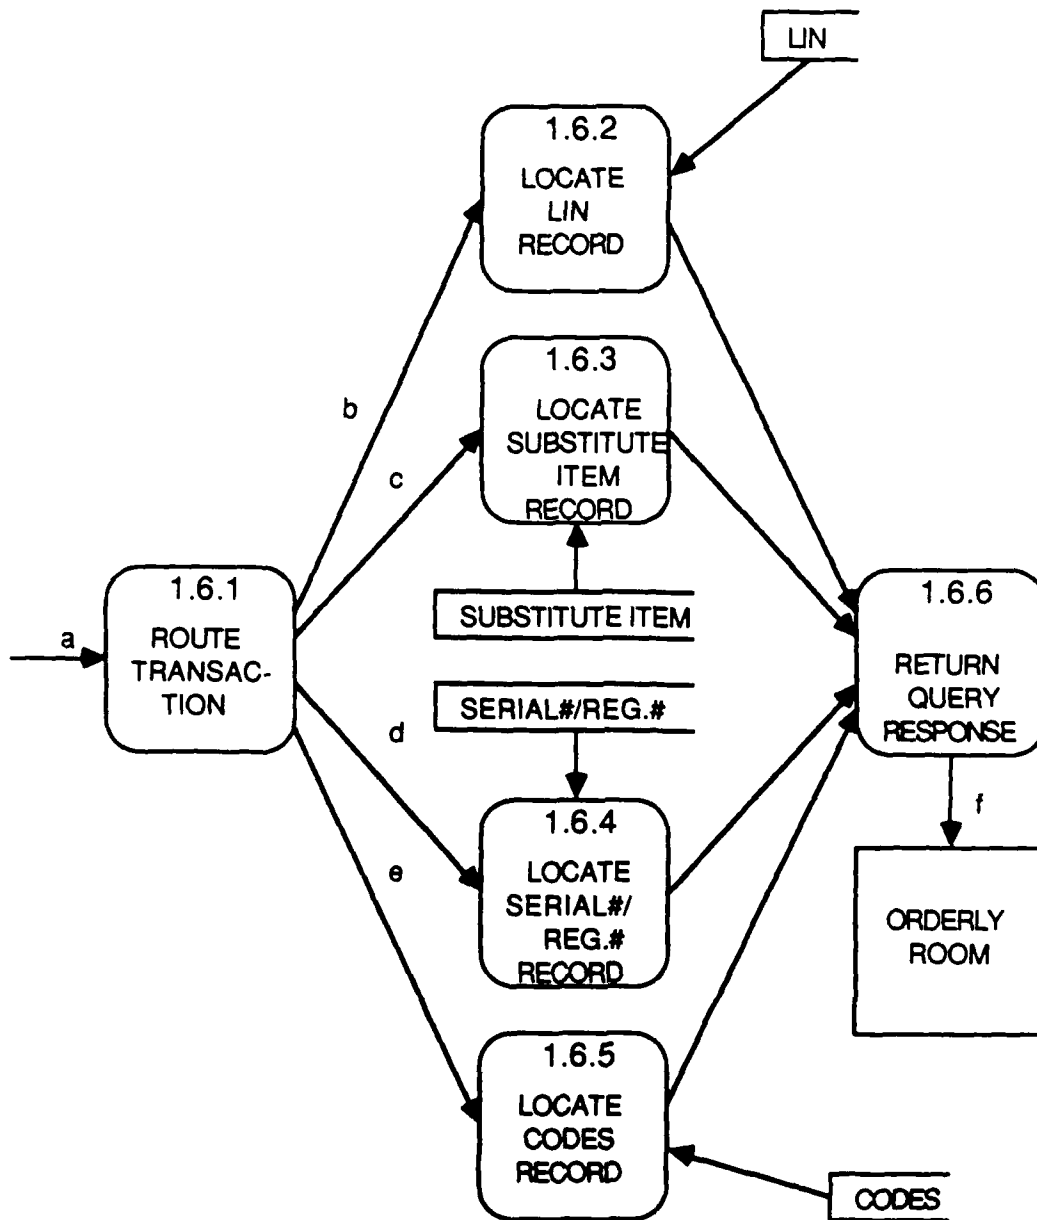 LIN
1.6.2
LOCATE
LIN
RECORD
1.6.3
LOCATE
SUBSTITUTE
ITEM
RECORD
b
c
1.6.1
ROUTE
TRANSAC-
TION
a
SUBSTITUTE ITEM
SERIAL#/REG.#
1.6.6
RETURN
QUERY
RESPONSE
d
e
f
1.6.4
LOCATE
SERIAL#/
REG.#
RECORD
ORDERLY
ROOM
1.6.5
LOCATE
CODES
RECORD
CODES